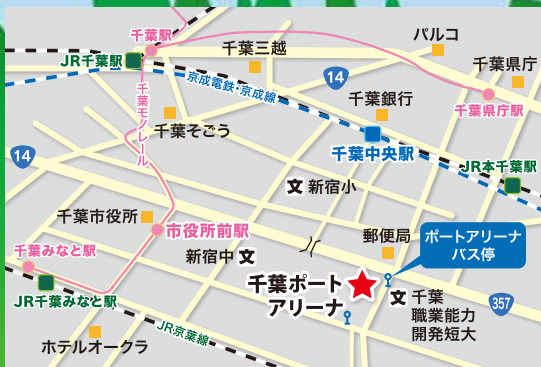 千葉駅
JR千葉駅
千葉三越
パルコ
千葉県庁
京成電鉄・京成線
14
千葉モノレール
千葉銀行
千葉県庁駅
千葉そごう
千葉中央駅
14
JR本千葉駅
文 新宿小
千葉市役所
市役所前駅
郵便局
ポートアリーナ
バス停
新宿中 文
千葉みなと駅
千葉ポート
アリーナ
JR千葉みなと駅
文 千葉
職業能力
開発短大
357
JR京葉線
ホテルオークラ